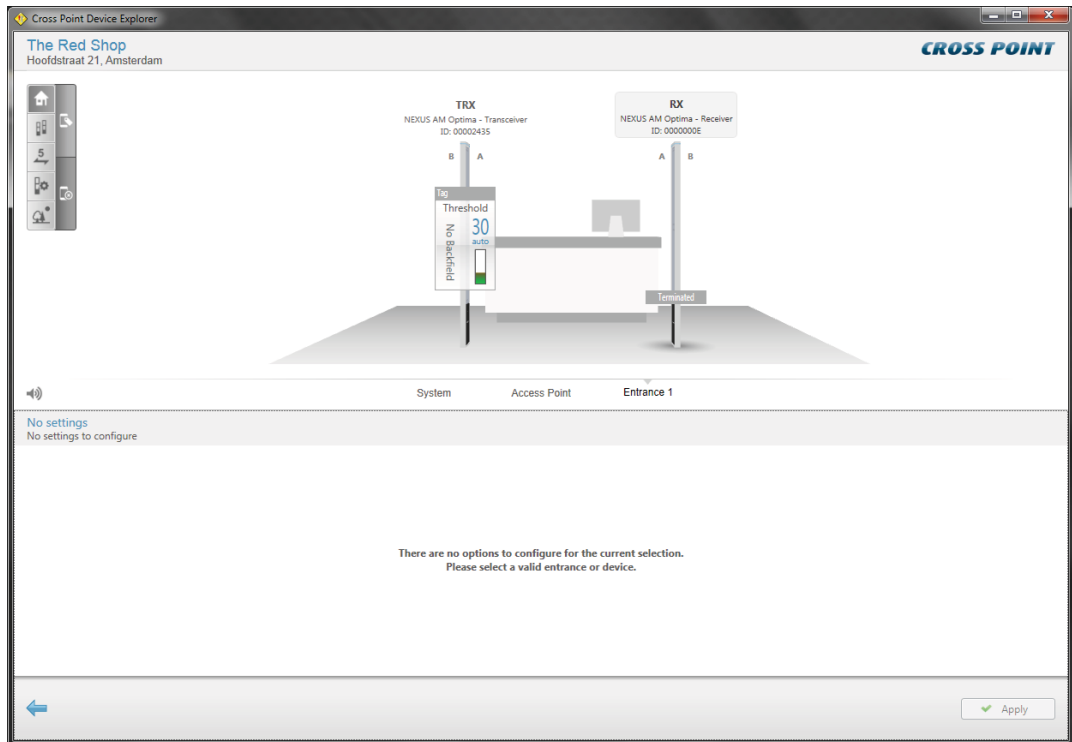 Cross Point Device Explorer
The Red Shop
Hoofdstraat 21, Amsterdam
CROSS POINT
TRX
NEXUS AM Optima - Transceiver
ID: 00002435
B A
RX
NEXUS AM Optima - Receiver
ID: 0000000E
A B
Tag
Threshold
30
auto
No Backfield
Terminated
5
System Access Point Entrance 1
No settings
No settings to configure
There are no options to configure for the current selection.
Please select a valid entrance or device.
Apply